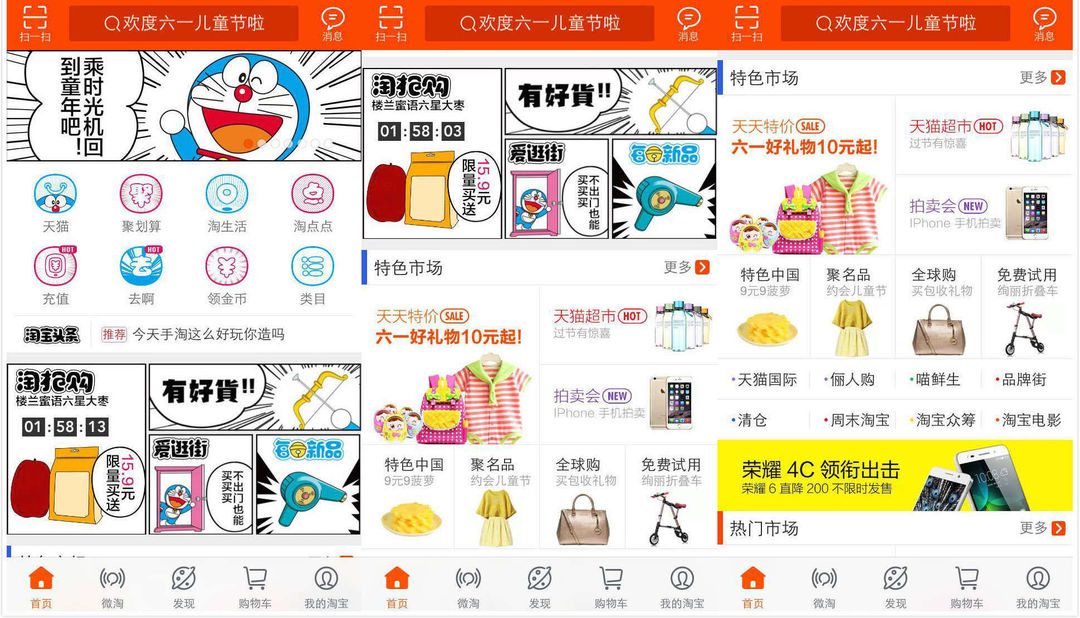 欢度六一儿童节啦
扫一扫
消息
乘时光机回
到童年吧!
天猫
聚划算
淘生活
淘点点
HOT
HOT
充值
去啊
领金币
类目
淘宝头条
推荐 今天手淘这么好玩你造吗
淘抢购
楼兰蜜语六星大枣
01:58:13
15.9元
限量买送
有好貨!!
爱逛街
不出门也能
买买买
每日新品
首页
微淘
发现
购物车
我的淘宝
欢度六一儿童节啦
扫一扫
消息
淘抢购
楼兰蜜语六星大枣
01:58:03
15.9元
限量买送
有好貨!!
爱逛街
不出门也能
买买买
每日新品
特色市场
更多
天天特价 SALE
六一好礼物10元起!
天猫超市 HOT
过节有惊喜
拍卖会 NEW
IPhone 手机拍卖
特色中国
9元9菠萝
聚名品
约会儿童节
全球购
买包收礼物
免费试用
绚丽折叠车
首页
微淘
发现
购物车
我的淘宝
欢度六一儿童节啦
扫一扫
消息
特色市场
更多
天天特价 SALE
六一好礼物10元起!
天猫超市 HOT
过节有惊喜
拍卖会 NEW
IPhone 手机拍卖
特色中国
9元9菠萝
聚名品
约会儿童节
全球购
买包收礼物
免费试用
绚丽折叠车
天猫国际
俪人购
喵鲜生
品牌街
清仓
周末淘宝
淘宝众筹
淘宝电影
荣耀 4C 领衔出击
荣耀 6 直降 200 不限时发售
热门市场
更多
首页
微淘
发现
购物车
我的淘宝